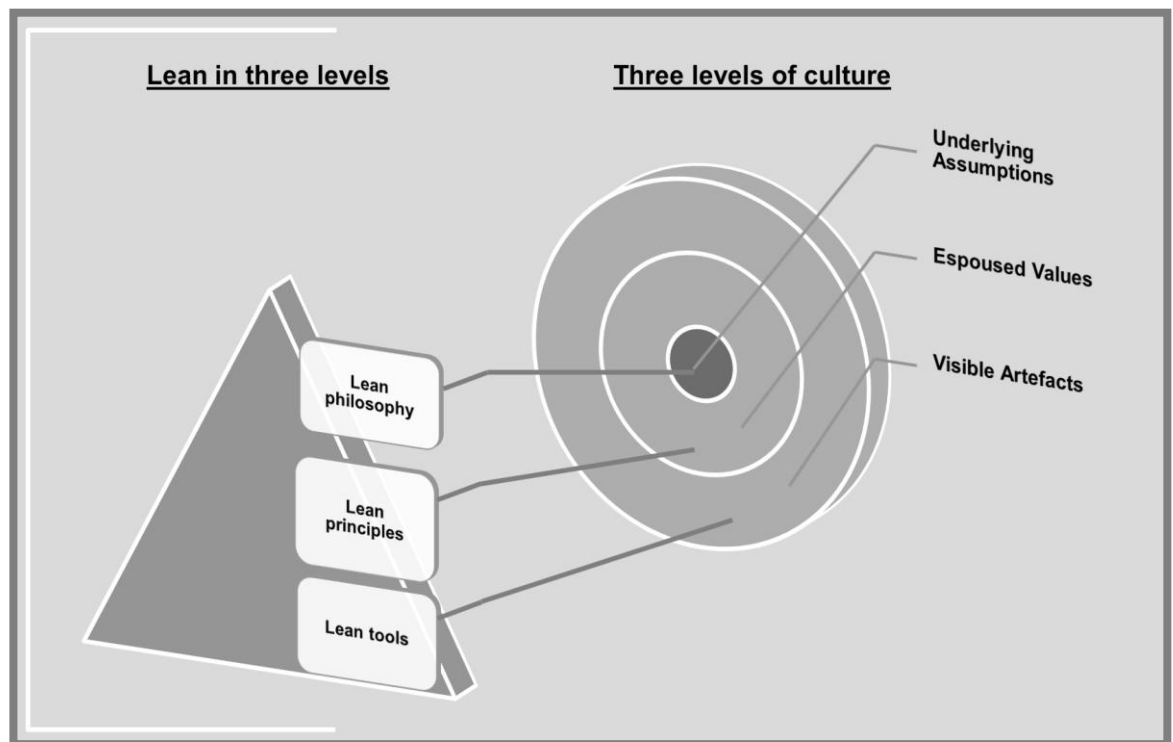 Lean in three levels
Three levels of culture
Underlying
Assumptions
Espoused Values
Visible Artefacts
Lean
philosophy
Lean
principles
Lean tools